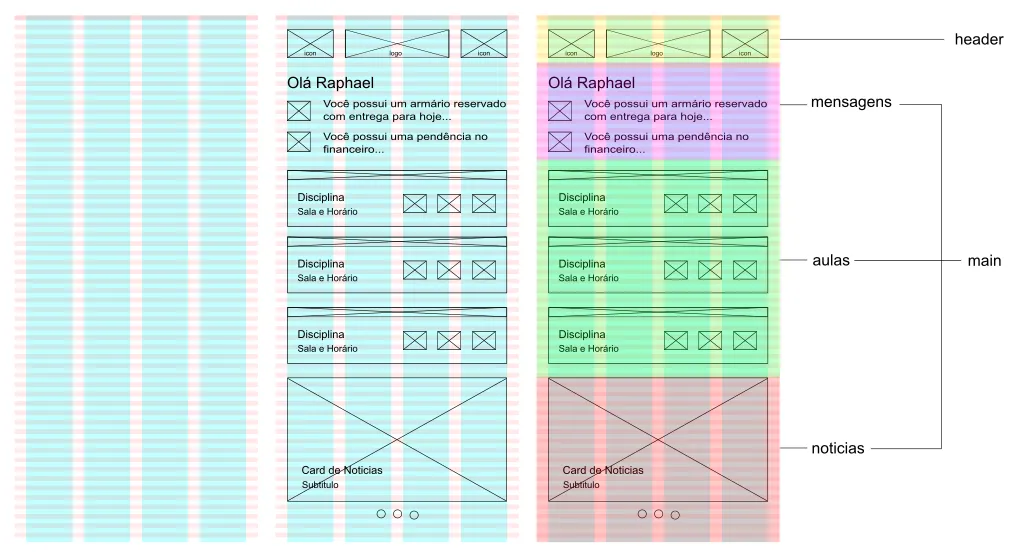 icon
logo
icon
Olá Raphael
Você possui um armário reservado
com entrega para hoje...
Você possui uma pendência no
financeiro...
Disciplina
Sala e Horário
Disciplina
Sala e Horário
Disciplina
Sala e Horário
Card de Noticias
Subtitulo
icon
logo
icon
Olá Raphael
Você possui um armário reservado
com entrega para hoje...
Você possui uma pendência no
financeiro...
Disciplina
Sala e Horário
Disciplina
Sala e Horário
Disciplina
Sala e Horário
Card de Noticias
Subtitulo
header
mensagens
aulas
main
noticias